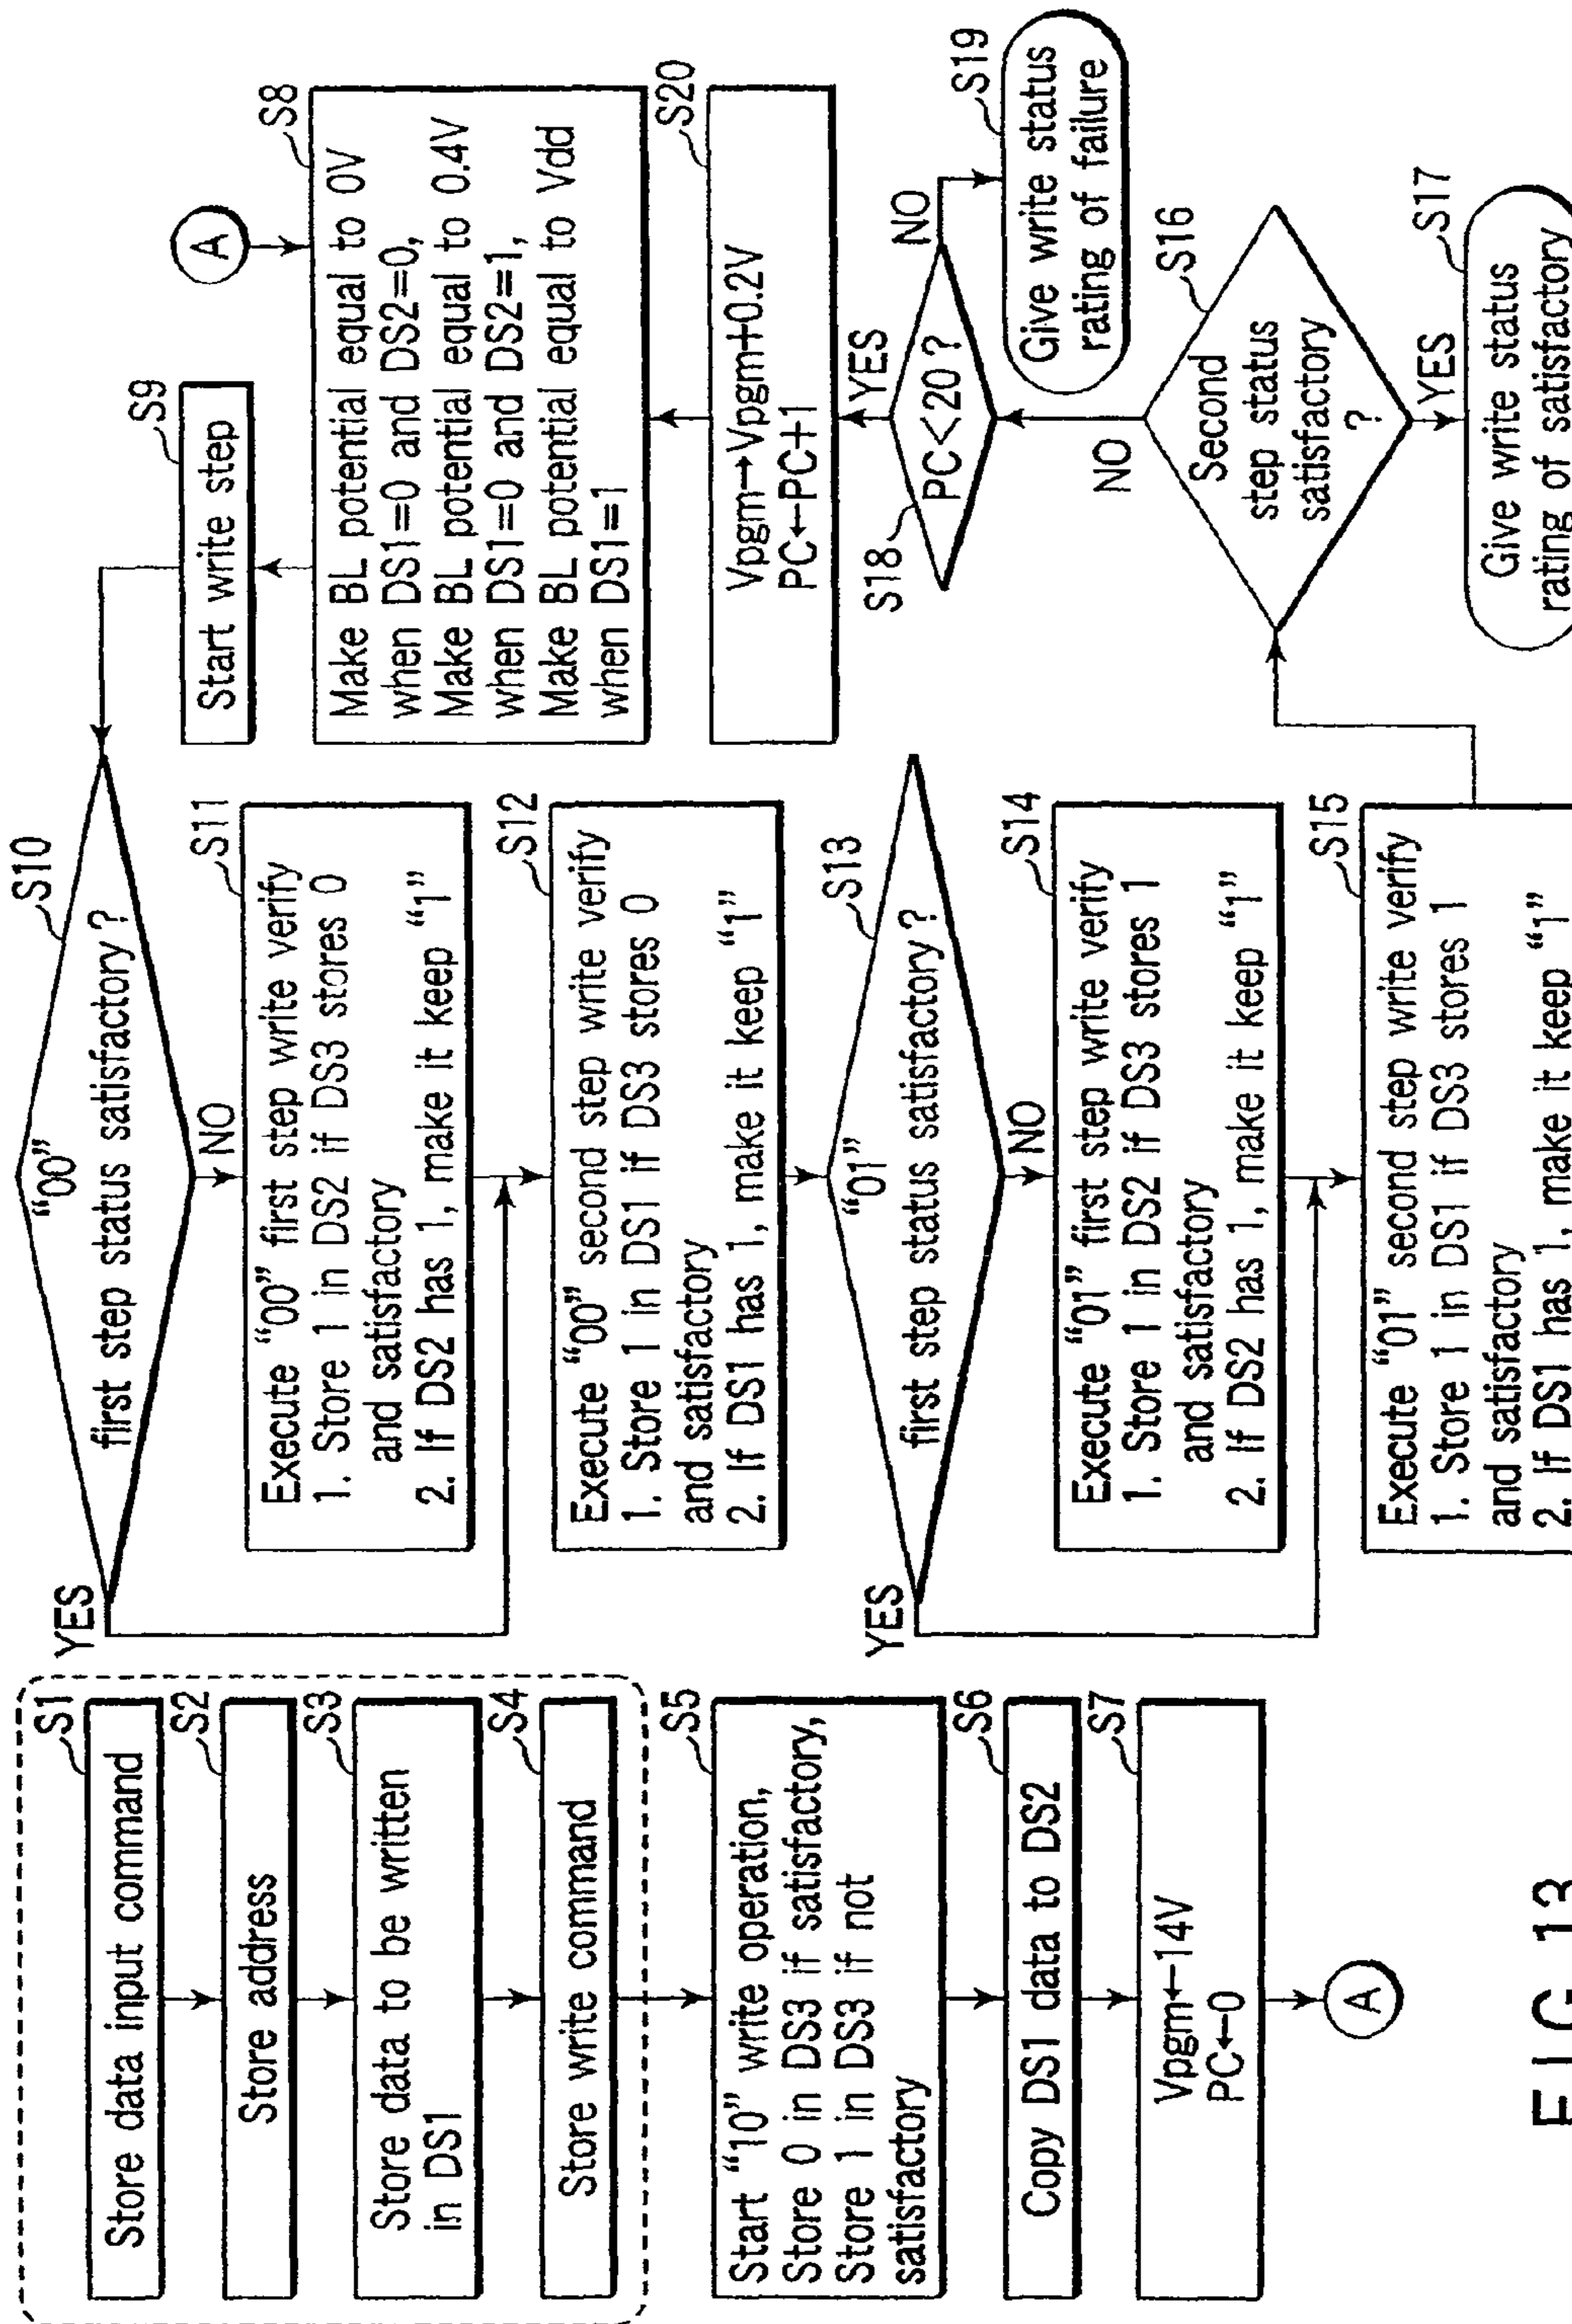 S1
Store data input command
S2
Store address
S3
Store data to be written
in DS1
S4
Store write command
S5
Start “10” write operation,
Store 0 in DS3 if satisfactory,
Store 1 in DS3 if not
satisfactory
S6
Copy DS1 data to DS2
S7
Vpgm←14V
PC←0
A
S10
“00”
first step status satisfactory ?
YES
NO
S11
Execute “00” first step write verify
1. Store 1 in DS2 if DS3 stores 0
and satisfactory
2. If DS2 has 1, make it keep “1”
S12
Execute “00” second step write verify
1. Store 1 in DS1 if DS3 stores 0
and satisfactory
2. If DS1 has 1, make it keep “1”
S13
“01”
first step status satisfactory ?
YES
NO
S14
Execute “01” first step write verify
1. Store 1 in DS2 if DS3 stores 1
and satisfactory
2. If DS2 has 1, make it keep “1”
S15
Execute “01” second step write verify
1. Store 1 in DS1 if DS3 stores 1
and satisfactory
2. If DS1 has 1, make it keep “1”
A
S9
Start write step
S8
Make BL potential equal to 0V
when DS1=0 and DS2=0,
Make BL potential equal to 0.4V
when DS1=0 and DS2=1,
Make BL potential equal to Vdd
when DS1=1
S20
Vpgm→Vpgm+0.2V
PC←PC+1
S18
PC<20 ?
YES
NO
S19
Give write status
rating of failure
S16
Second
step status
satisfactory
?
NO
YES
S17
Give write status
rating of satisfactory
FIG. 13